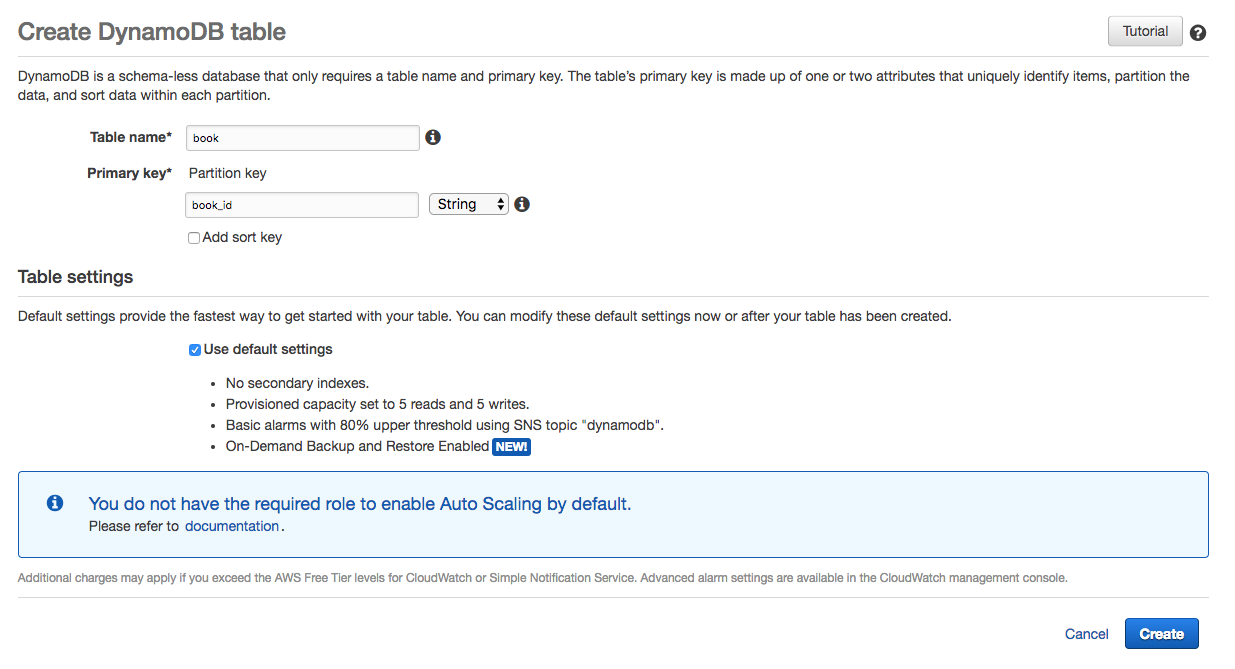 Create DynamoDB table
Tutorial
DynamoDB is a schema-less database that only requires a table name and primary key. The table's primary key is made up of one or two attributes that uniquely identify items, partition the
data, and sort data within each partition.
Table name*
book
Primary key*
Partition key
book_id
String
Add sort key
Table settings
Default settings provide the fastest way to get started with your table. You can modify these default settings now or after your table has been created.
Use default settings
• No secondary indexes.
• Provisioned capacity set to 5 reads and 5 writes.
• Basic alarms with 80% upper threshold using SNS topic "dynamodb".
• On-Demand Backup and Restore Enabled NEW!
You do not have the required role to enable Auto Scaling by default.
Please refer to documentation.
Additional charges may apply if you exceed the AWS Free Tier levels for CloudWatch or Simple Notification Service. Advanced alarm settings are available in the CloudWatch management console.
Cancel
Create